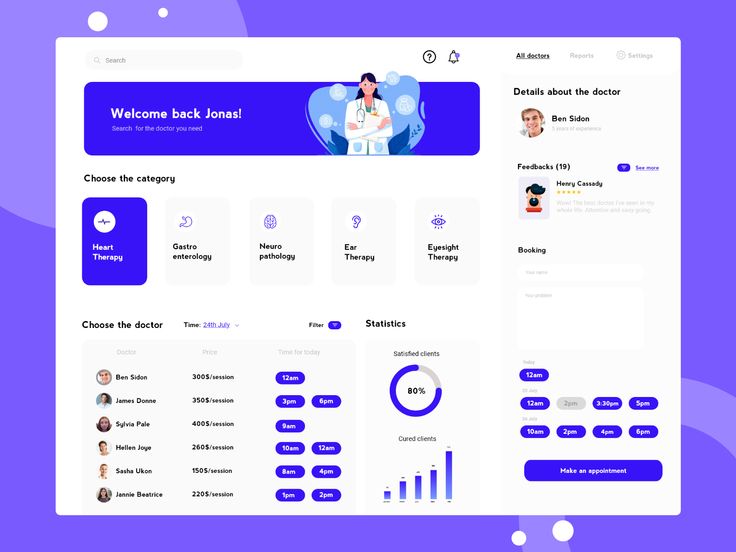 Search
All doctors
Reports
Settings
Welcome back Jonas!
Search for the doctor you need
Choose the category
Heart
Therapy
Gastro
enterology
Neuro
pathology
Ear
Therapy
Eyesight
Therapy
Choose the doctor
Time: 24th July
Filter
Doctor
Price
Time for today
Ben Sidon
300$/session
12am
James Donne
350$/session
3pm
6pm
Sylvia Pale
400$/session
9am
Hellen Joye
260$/session
10am
12am
Sasha Ukon
150$/session
8am
4pm
Jannie Beatrice
220$/session
1pm
2pm
Statistics
Satisfied clients
80%
Cured clients
Details about the doctor
Ben Sidon
5 years of experience
Feedbacks (19)
See more
Henry Cassady
Wow! The best doctor I've seen in my
whole life. Attentive and easy going.
Booking
Your name
Your problem
Today
12am
25 July
12am
2pm
3:30pm
5pm
26 July
10am
2pm
4pm
6pm
Make an appointment